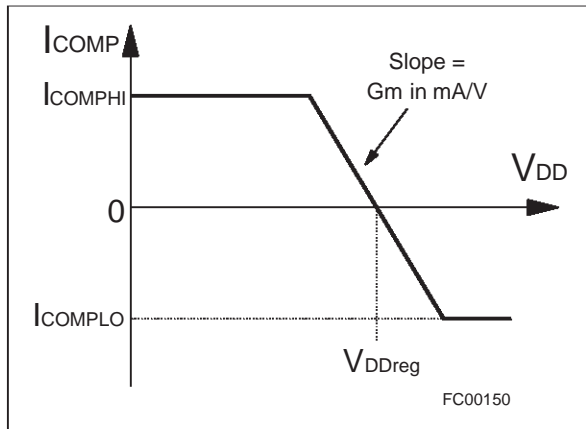 ICOMP
Slope =
Gm in mA/V
ICOMPHI
VDD
0
ICOMPLO
VDDreg
FC00150